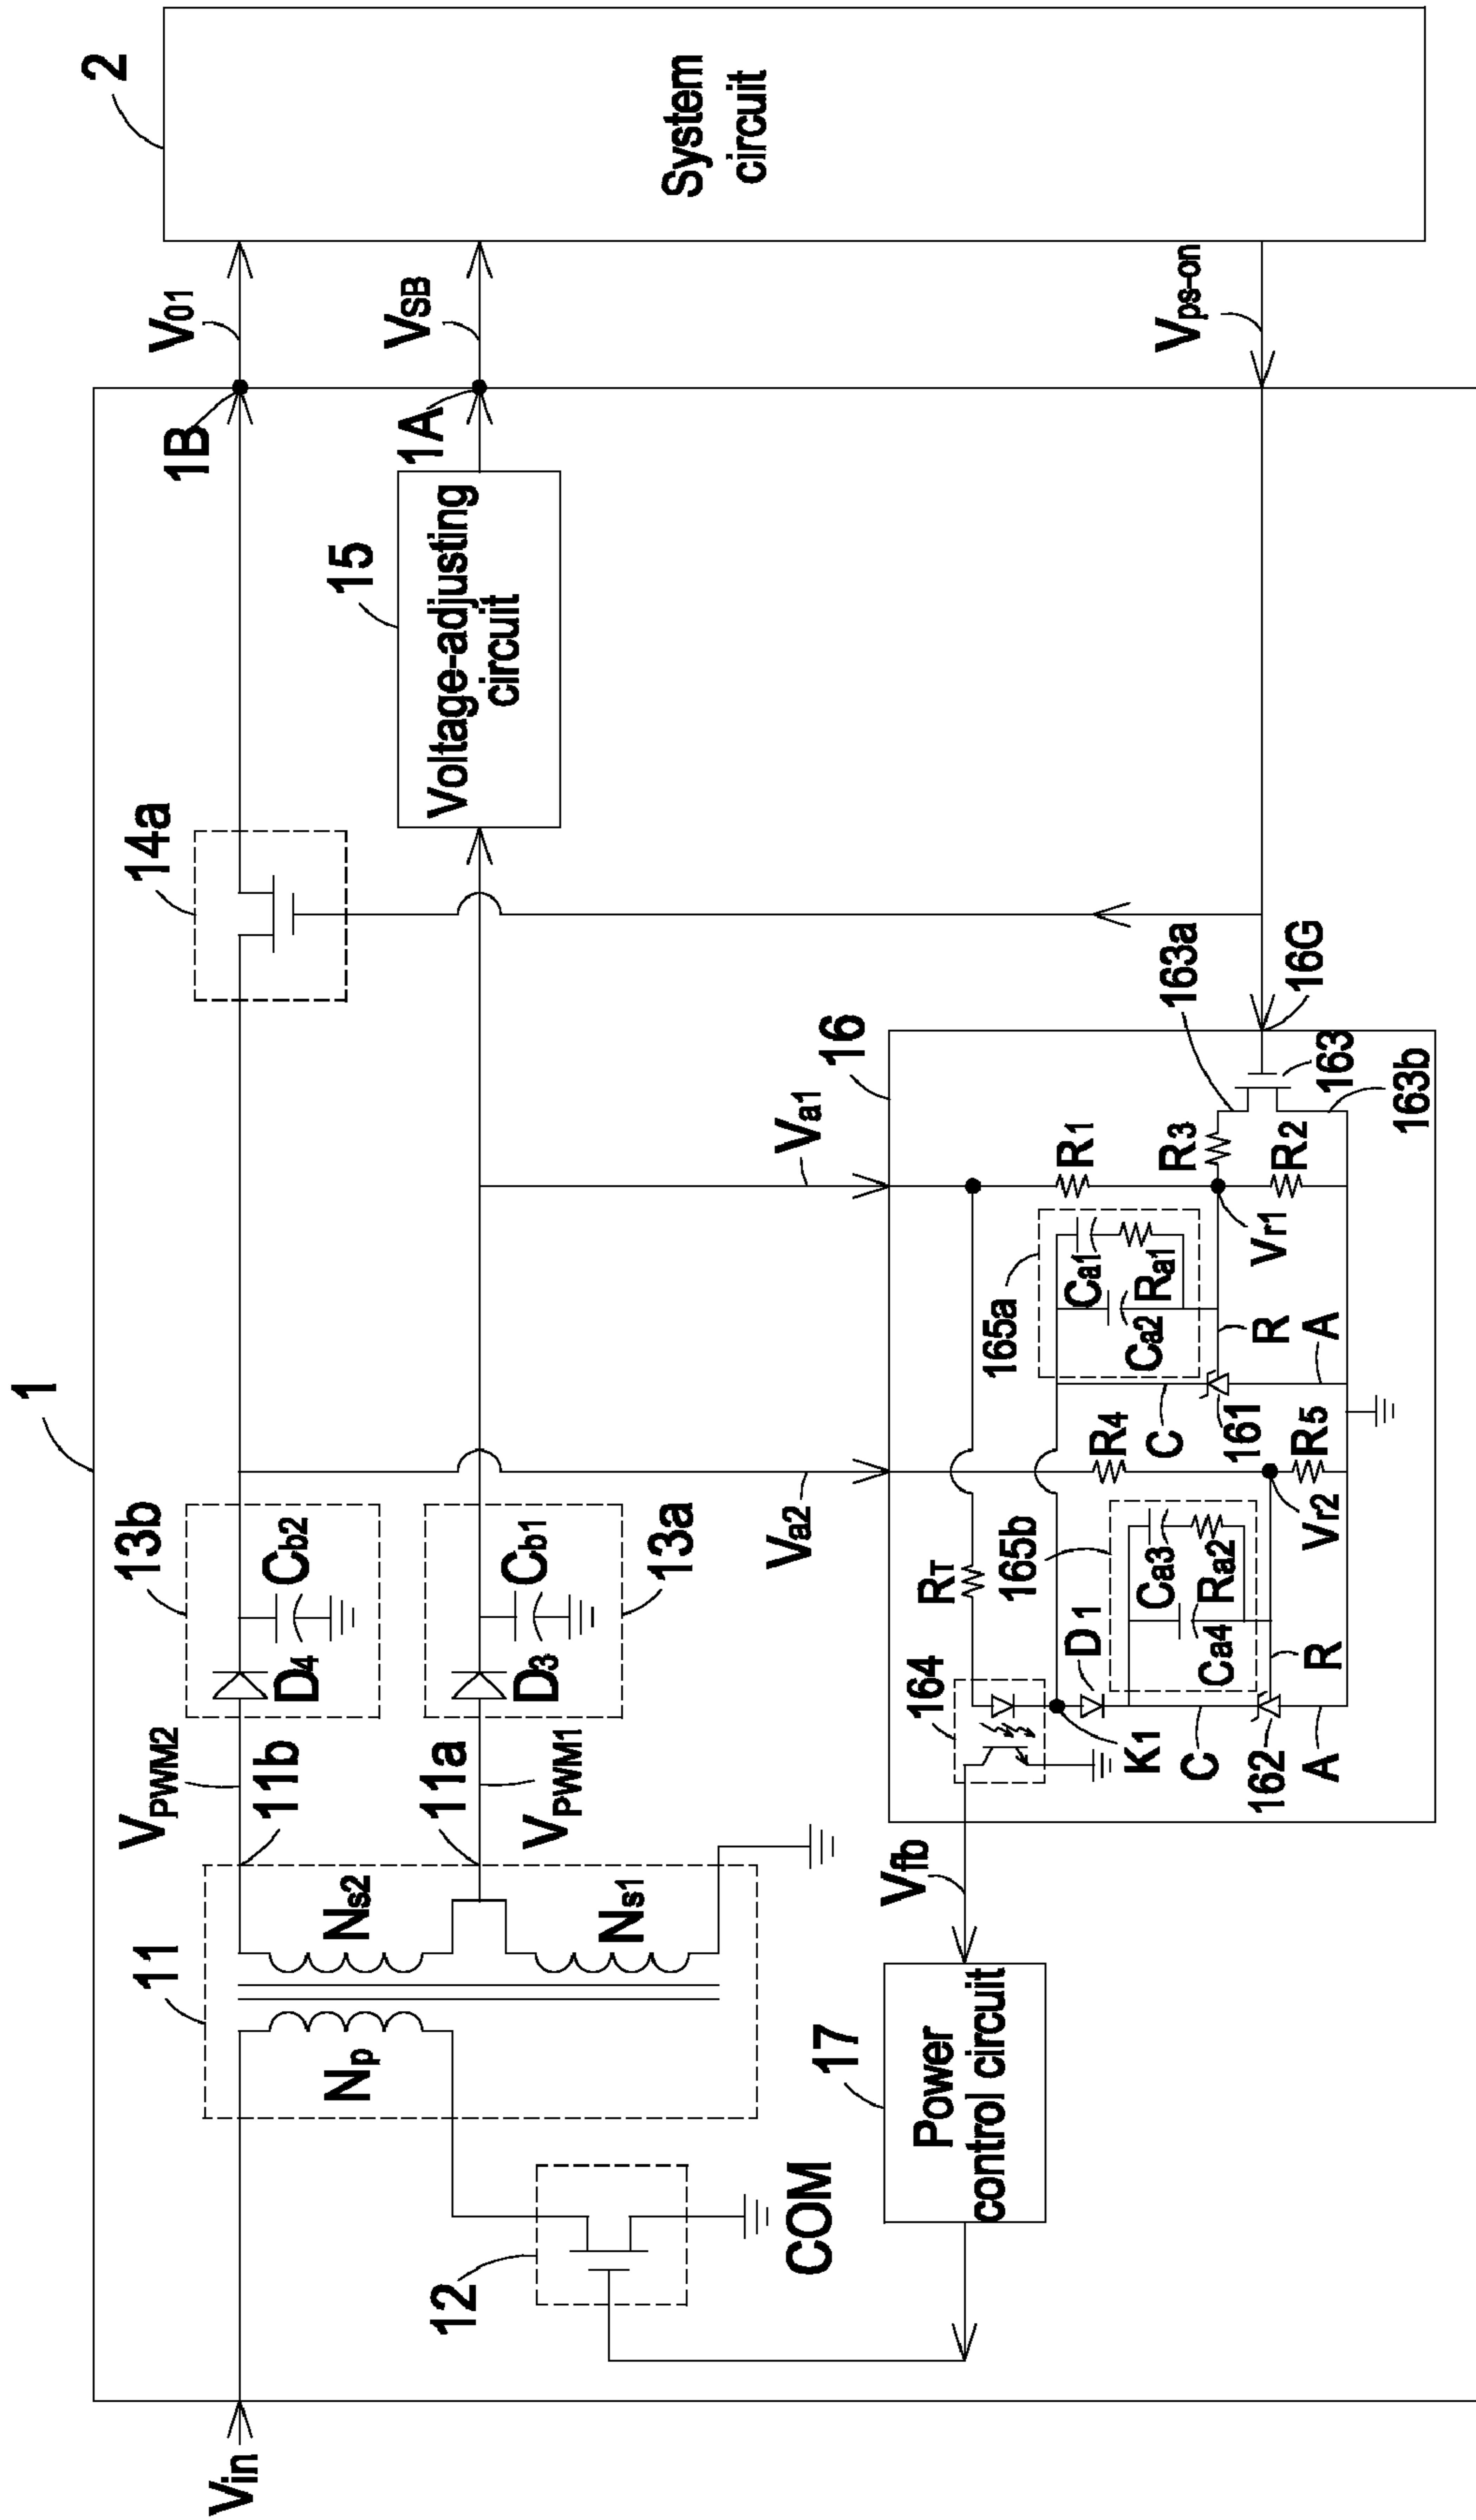 1
2
Vin
11
Np
Ns2
Ns1
11b
11a
VPWM2
VPWM1
13b
D4
Cb2
D3
Cb1
13a
14a
15
Voltage-adjusting
circuit
1B
1A
V01
VSB
Vps-on
System
circuit
12
COM
17
Power
control circuit
Vfb
Va2
Va1
16
16G
164
RT
165b
165a
D1
K1
Ca3
Ra2
Ca4
C
R
162
A
R4
R5
Vr2
Ca1
Ra1
Ca2
C
R
161
A
R1
R3
R2
Vr1
163a
163
163b